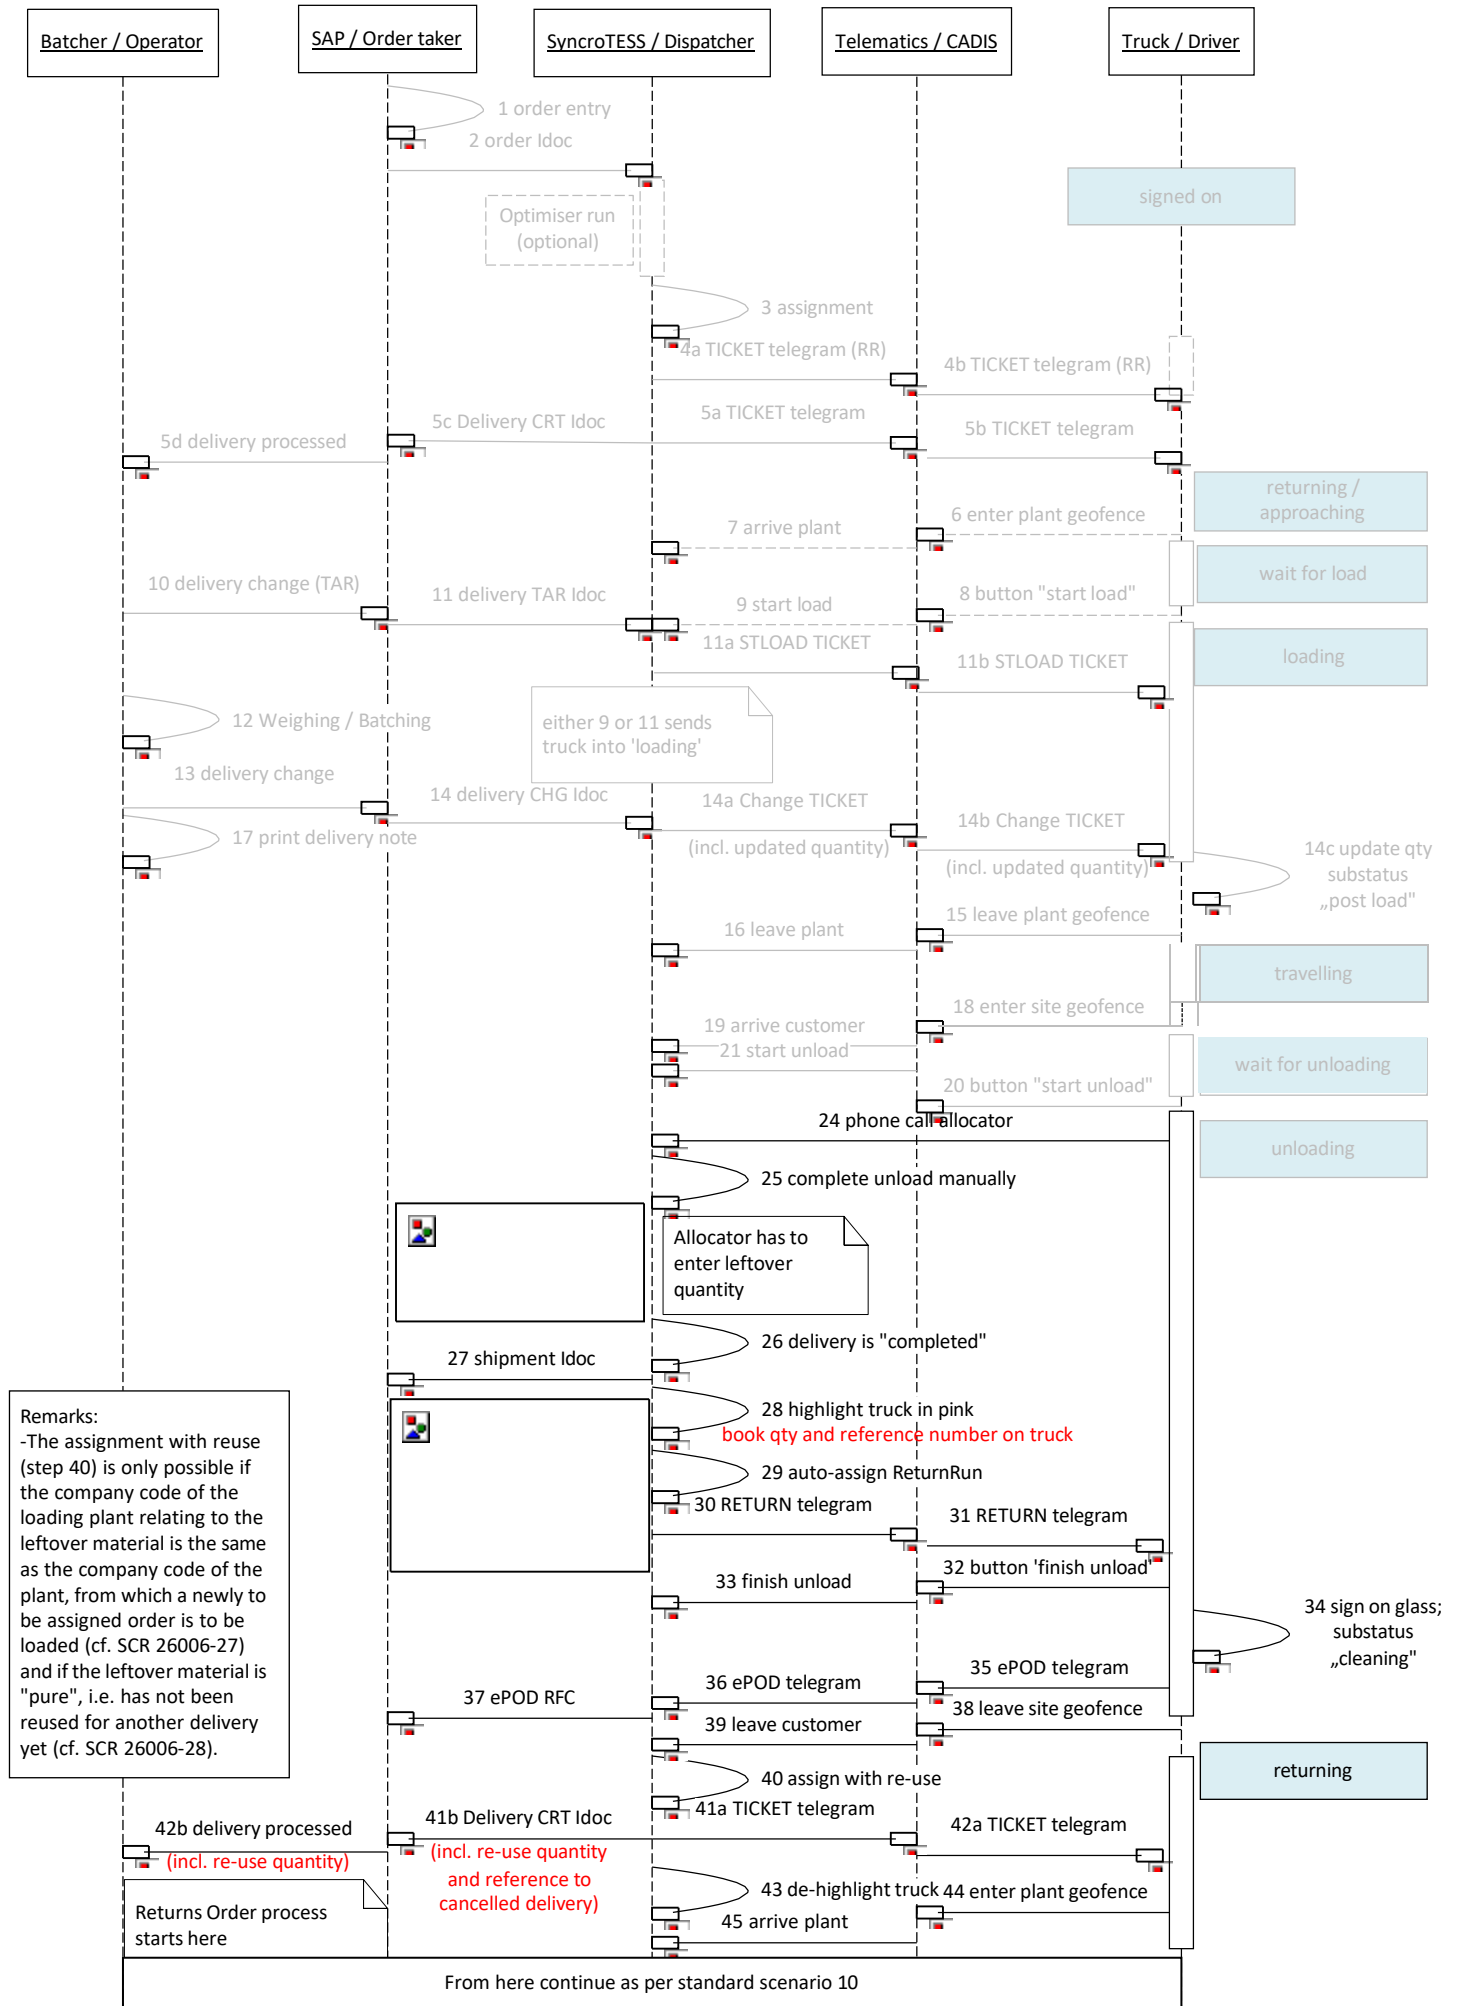 Batcher / Operator
SAP / Order taker
SyncroTESS / Dispatcher
Telematics / CADIS
Truck / Driver
1 order entry
2 order Idoc
signed on
Optimiser run
(optional)
3 assignment
4a TICKET telegram (RR)
4b TICKET telegram (RR)
5a TICKET telegram
5c Delivery CRT Idoc
5b TICKET telegram
5d delivery processed
returning /
approaching
6 enter plant geofence
7 arrive plant
wait for load
10 delivery change (TAR)
11 delivery TAR Idoc
9 start load
8 button "start load"
11a STLOAD TICKET
11b STLOAD TICKET
loading
12 Weighing / Batching
either 9 or 11 sends
truck into 'loading'
13 delivery change
14 delivery CHG Idoc
14a Change TICKET
(incl. updated quantity)
14b Change TICKET
(incl. updated quantity)
17 print delivery note
14c update qty
substatus
„post load"
15 leave plant geofence
16 leave plant
travelling
18 enter site geofence
19 arrive customer
21 start unload
wait for unloading
20 button "start unload"
24 phone call allocator
unloading
25 complete unload manually
Allocator has to
enter leftover
quantity
26 delivery is "completed"
27 shipment Idoc
28 highlight truck in pink
book qty and reference number on truck
29 auto-assign ReturnRun
30 RETURN telegram
31 RETURN telegram
32 button 'finish unload'
33 finish unload
34 sign on glass;
substatus
„cleaning"
Remarks:
-The assignment with reuse
(step 40) is only possible if
the company code of the
loading plant relating to the
leftover material is the same
as the company code of the
plant, from which a newly to
be assigned order is to be
loaded (cf. SCR 26006-27)
and if the leftover material is
"pure", i.e. has not been
reused for another delivery
yet (cf. SCR 26006-28).
35 ePOD telegram
36 ePOD telegram
37 ePOD RFC
38 leave site geofence
39 leave customer
returning
40 assign with re-use
41a TICKET telegram
41b Delivery CRT Idoc
(incl. re-use quantity
and reference to
cancelled delivery)
42a TICKET telegram
42b delivery processed
(incl. re-use quantity)
43 de-highlight truck
44 enter plant geofence
45 arrive plant
Returns Order process
starts here
From here continue as per standard scenario 10